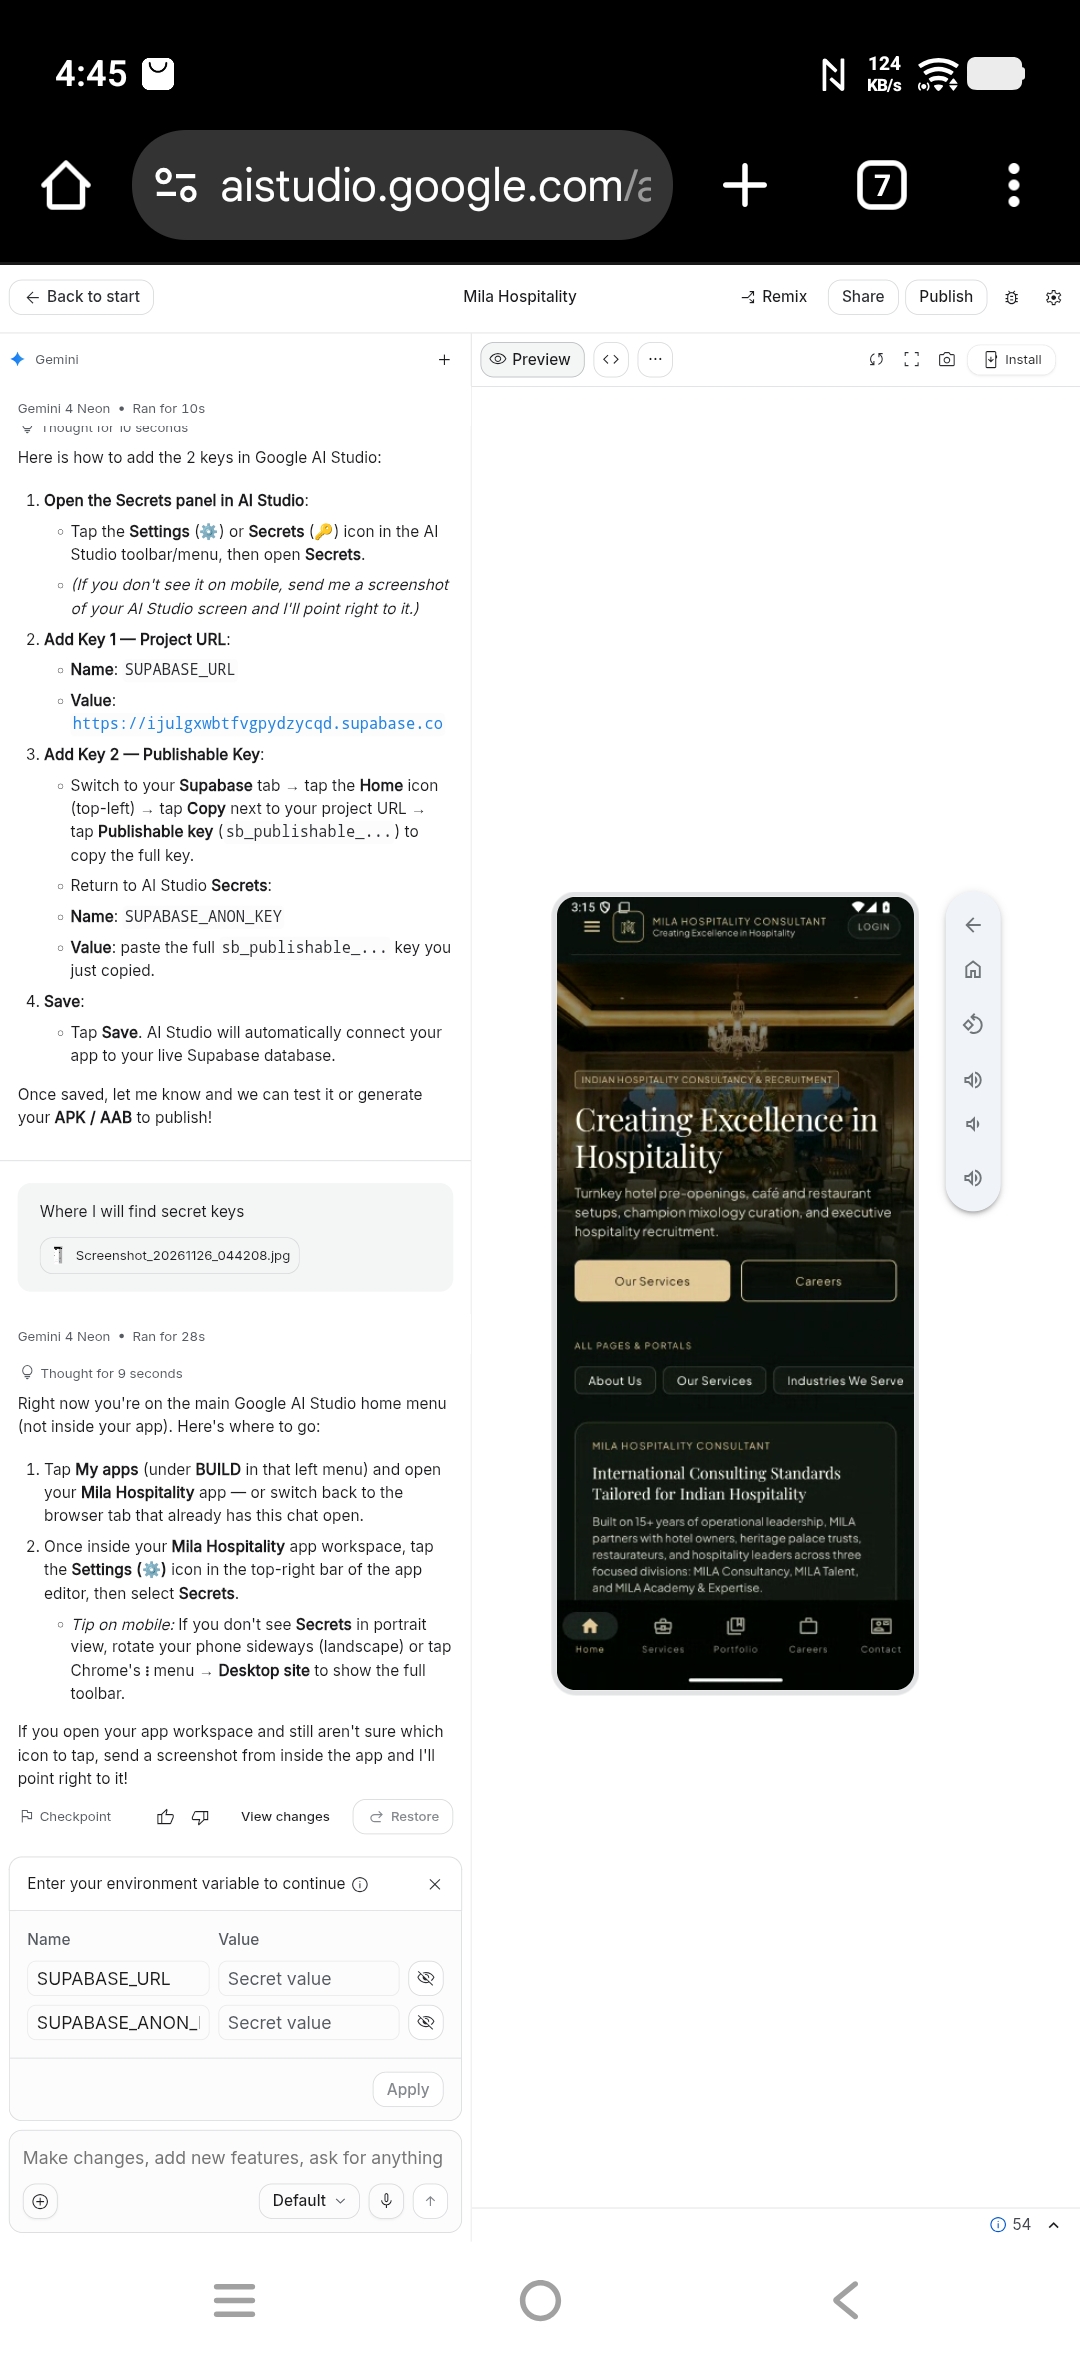 4:45
124
KB/s
aistudio.google.com/a
7
Back to start
Mila Hospitality
Remix
Share
Publish
Gemini
Preview
Install
Gemini 4 Neon • Ran for 10s
Thought for 10 seconds
Here is how to add the 2 keys in Google AI Studio:
1. Open the Secrets panel in AI Studio:
Tap the Settings (⚙️) or Secrets (🔑) icon in the AI
Studio toolbar/menu, then open Secrets.
(If you don't see it on mobile, send me a screenshot
of your AI Studio screen and I'll point right to it.)
2. Add Key 1 — Project URL:
Name: SUPABASE_URL
Value:
https://ijulgxwbtfvgpydzycqd.supabase.co
3. Add Key 2 — Publishable Key:
Switch to your Supabase tab → tap the Home icon
(top-left) → tap Copy next to your project URL →
tap Publishable key (sb_publishable_...) to
copy the full key.
Return to AI Studio Secrets:
Name: SUPABASE_ANON_KEY
Value: paste the full sb_publishable_... key you
just copied.
4. Save:
Tap Save. AI Studio will automatically connect your
app to your live Supabase database.
Once saved, let me know and we can test it or generate
your APK / AAB to publish!
Where I will find secret keys
Screenshot_20261126_044208.jpg
Gemini 4 Neon • Ran for 28s
Thought for 9 seconds
Right now you're on the main Google AI Studio home menu
(not inside your app). Here's where to go:
1. Tap My apps (under BUILD in that left menu) and open
your Mila Hospitality app — or switch back to the
browser tab that already has this chat open.
2. Once inside your Mila Hospitality app workspace, tap
the Settings (⚙️) icon in the top-right bar of the app
editor, then select Secrets.
Tip on mobile: If you don't see Secrets in portrait
view, rotate your phone sideways (landscape) or tap
Chrome's ⋮ menu → Desktop site to show the full
toolbar.
If you open your app workspace and still aren't sure which
icon to tap, send a screenshot from inside the app and I'll
point right to it!
Checkpoint
View changes
Restore
Enter your environment variable to continue
Name
Value
SUPABASE_URL
Secret value
SUPABASE_ANON_
Secret value
Apply
Make changes, add new features, ask for anything
Default
3:15
MILA HOSPITALITY CONSULTANT
Creating Excellence in Hospitality
LOGIN
INDIAN HOSPITALITY CONSULTANCY & RECRUITMENT
Creating Excellence in
Hospitality
Turnkey hotel pre-openings, café and restaurant
setups, champion mixology curation, and executive
hospitality recruitment.
Our Services
Careers
ALL PAGES & PORTALS
About Us
Our Services
Industries We Serve
MILA HOSPITALITY CONSULTANT
International Consulting Standards
Tailored for Indian Hospitality
Built on 15+ years of operational leadership, MILA
partners with hotel owners, heritage palace trusts,
restaurateurs, and hospitality leaders across three
focused divisions: MILA Consultancy, MILA Talent,
and MILA Academy & Expertise.
Home
Services
Portfolio
Careers
Contact
54